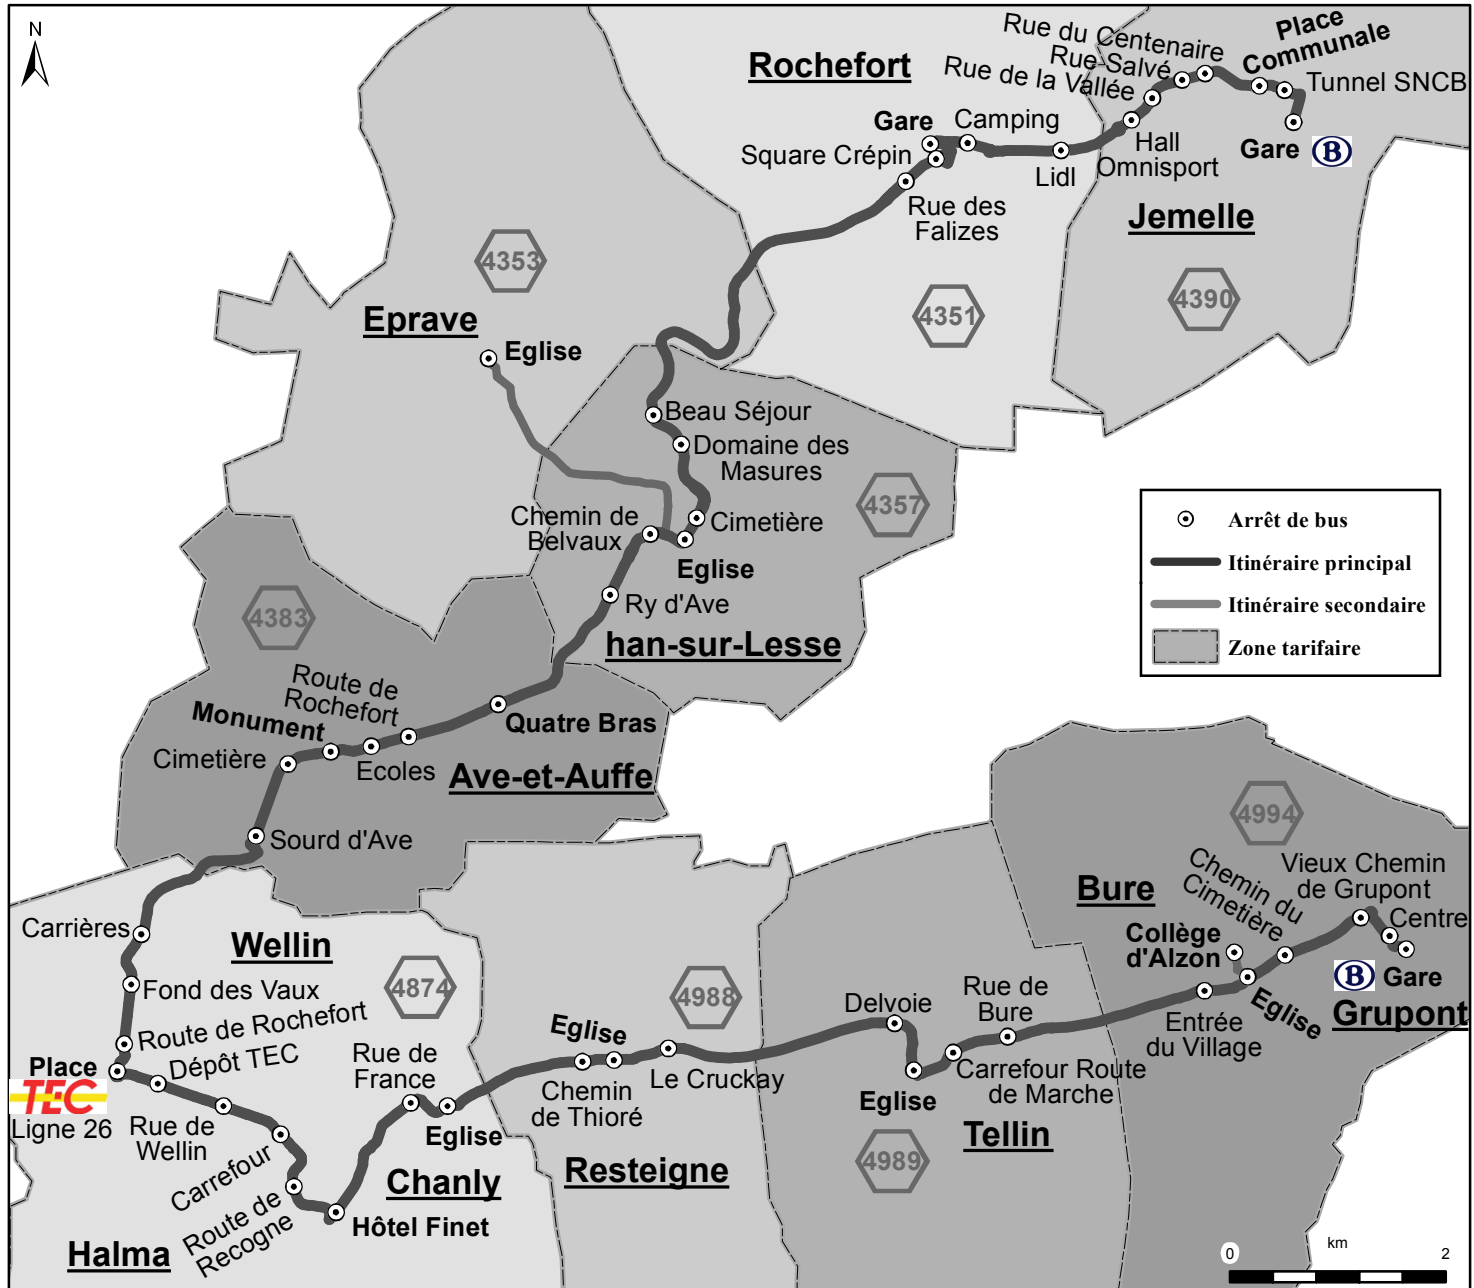 N
Rochefort
Rue du Centenaire
Rue Salvé
Rue de la Vallée
Place
Communale
Tunnel SNCB
Gare
B
Hall
Omnisport
Jemelle
4390
Gare
Camping
Square Crépin
Lidl
Rue des
Falizes
4351
4353
Eprave
Eglise
Beau Séjour
Domaine des
Masures
4357
Cimetière
Chemin de
Belvaux
Eglise
Ry d'Ave
han-sur-Lesse
Arrêt de bus
Itinéraire principal
Itinéraire secondaire
Zone tarifaire
4383
Route de
Rochefort
Monument
Quatre Bras
Cimetière
Ecoles
Ave-et-Auffe
Sourd d'Ave
Carrières
Wellin
4874
Fond des Vaux
Route de Rochefort
Place
Dépôt TEC
TEC
Ligne 26
Rue de
Wellin
Carrefour
Route de
Recogne
Hôtel Finet
Halma
Rue de
France
Eglise
Chanly
4988
Eglise
Chemin
de Thioré
Le Cruckay
Resteigne
Delvoie
Rue de
Bure
Eglise
Carrefour Route
de Marche
Tellin
4989
4994
Bure
Chemin du
Cimetière
Vieux Chemin
de Grupont
Centre
Collège
d'Alzon
B
Gare
Grupont
Eglise
Entrée
du Village
km
0
2